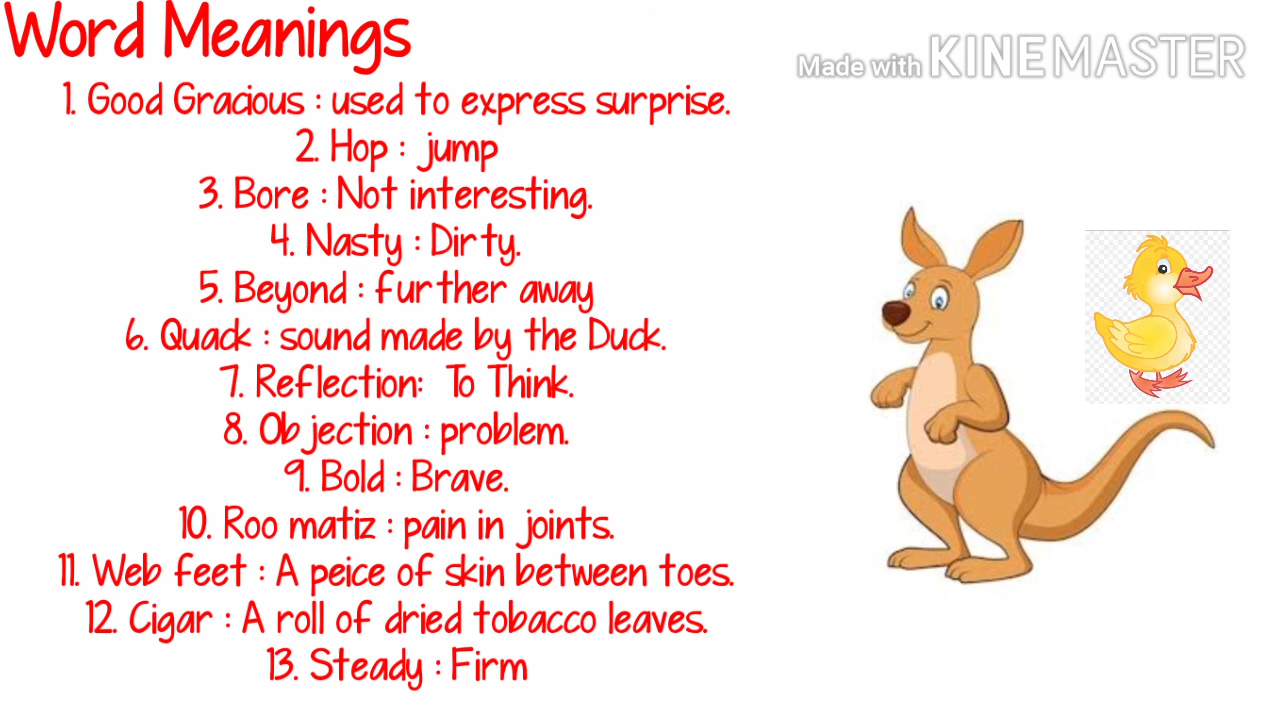 Word Meanings
Made with KINEMASTER
1. Good Gracious : used to express surprise.
2. Hop : jump
3. Bore : Not interesting.
4. Nasty : Dirty.
5. Beyond : further away
6. Quack : sound made by the Duck.
7. Reflection: To Think.
8. Objection : problem.
9. Bold : Brave.
10. Roo matiz : pain in joints.
11. Web feet : A peice of skin between toes.
12. Cigar : A roll of dried tobacco leaves.
13. Steady : Firm